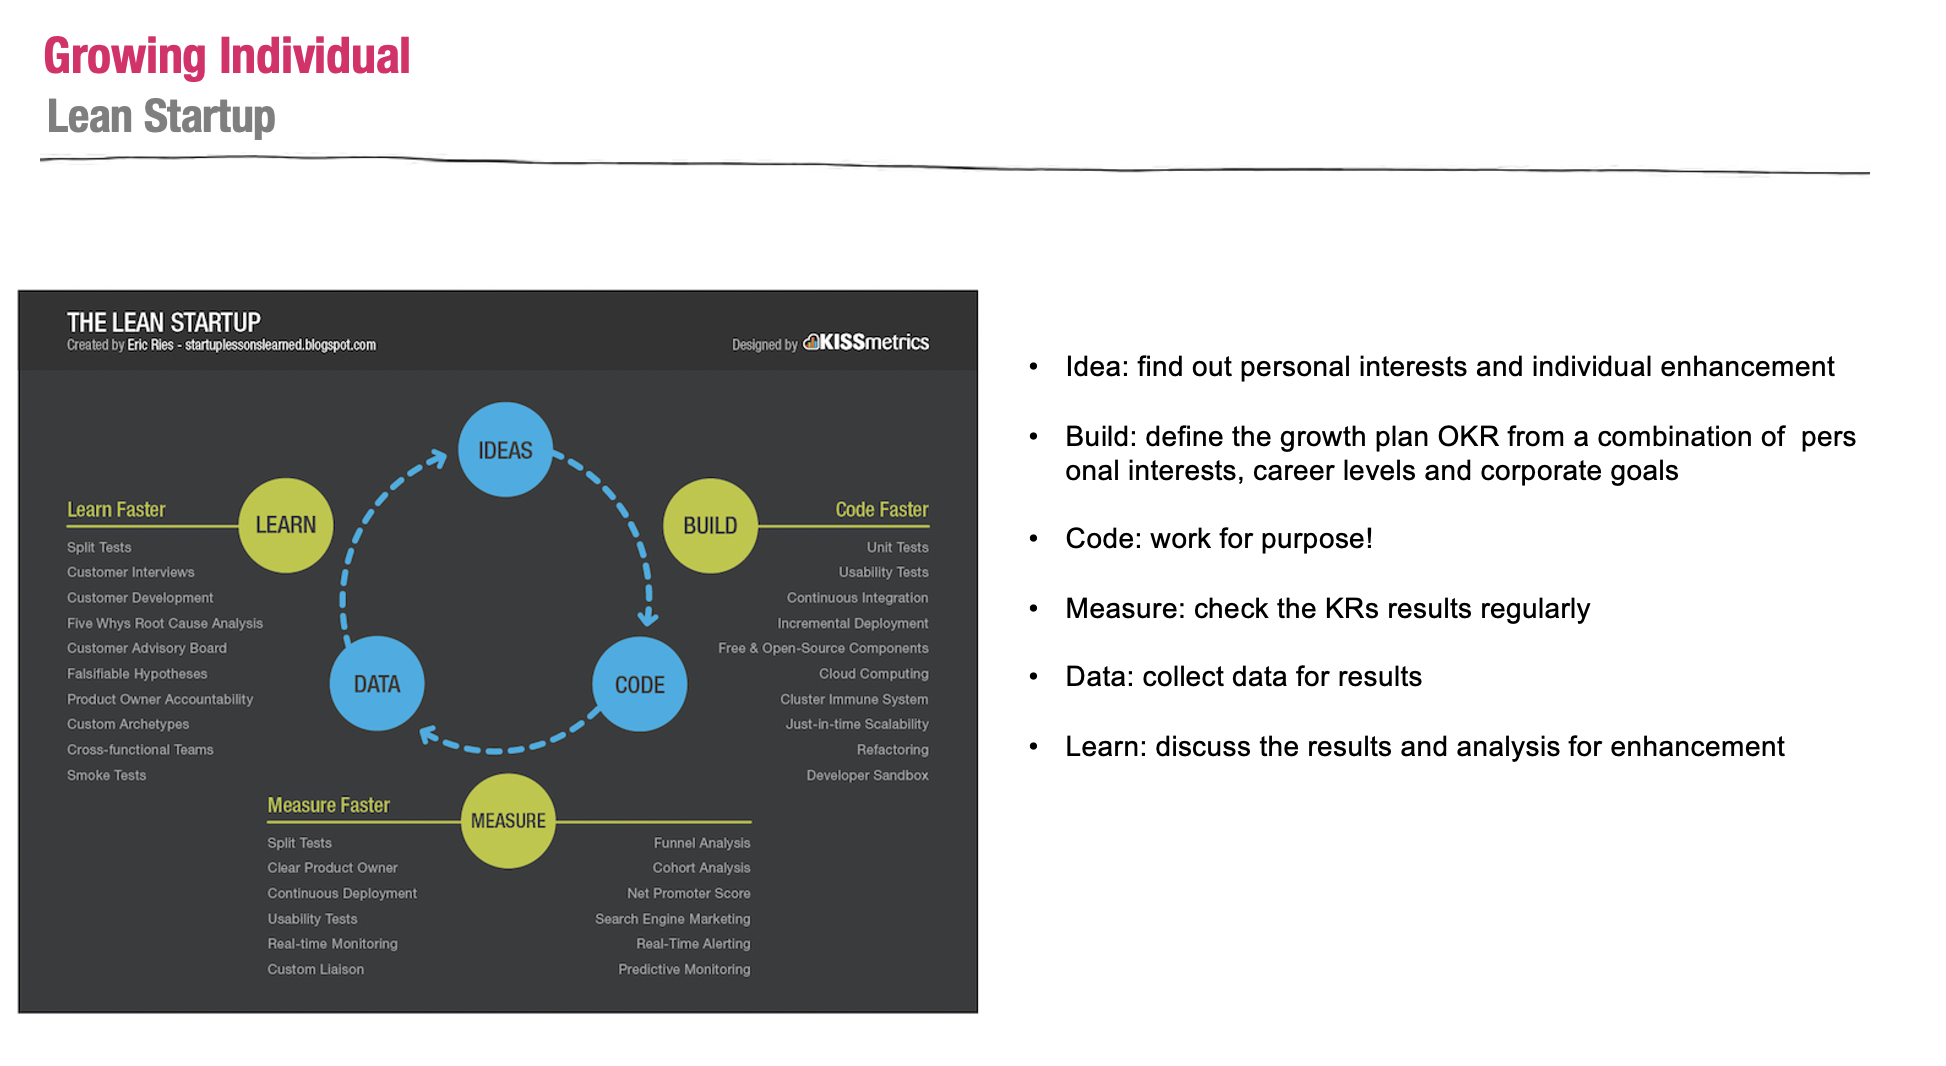 Growing Individual
Lean Startup
THE LEAN STARTUP
Created by Eric Ries - startuplessonslearned.blogspot.com
Designed by KISSmetrics
IDEAS
LEARN
BUILD
DATA
CODE
MEASURE
Learn Faster
Split Tests
Customer Interviews
Customer Development
Five Whys Root Cause Analysis
Customer Advisory Board
Falsifiable Hypotheses
Product Owner Accountability
Custom Archetypes
Cross-functional Teams
Smoke Tests
Code Faster
Unit Tests
Usability Tests
Continuous Integration
Incremental Deployment
Free & Open-Source Components
Cloud Computing
Cluster Immune System
Just-in-time Scalability
Refactoring
Developer Sandbox
Measure Faster
Split Tests
Clear Product Owner
Continuous Deployment
Usability Tests
Real-time Monitoring
Custom Liaison
Funnel Analysis
Cohort Analysis
Net Promoter Score
Search Engine Marketing
Real-Time Alerting
Predictive Monitoring
• Idea: find out personal interests and individual enhancement
• Build: define the growth plan OKR from a combination of  pers
onal interests, career levels and corporate goals
• Code: work for purpose!
• Measure: check the KRs results regularly
• Data: collect data for results
• Learn: discuss the results and analysis for enhancement